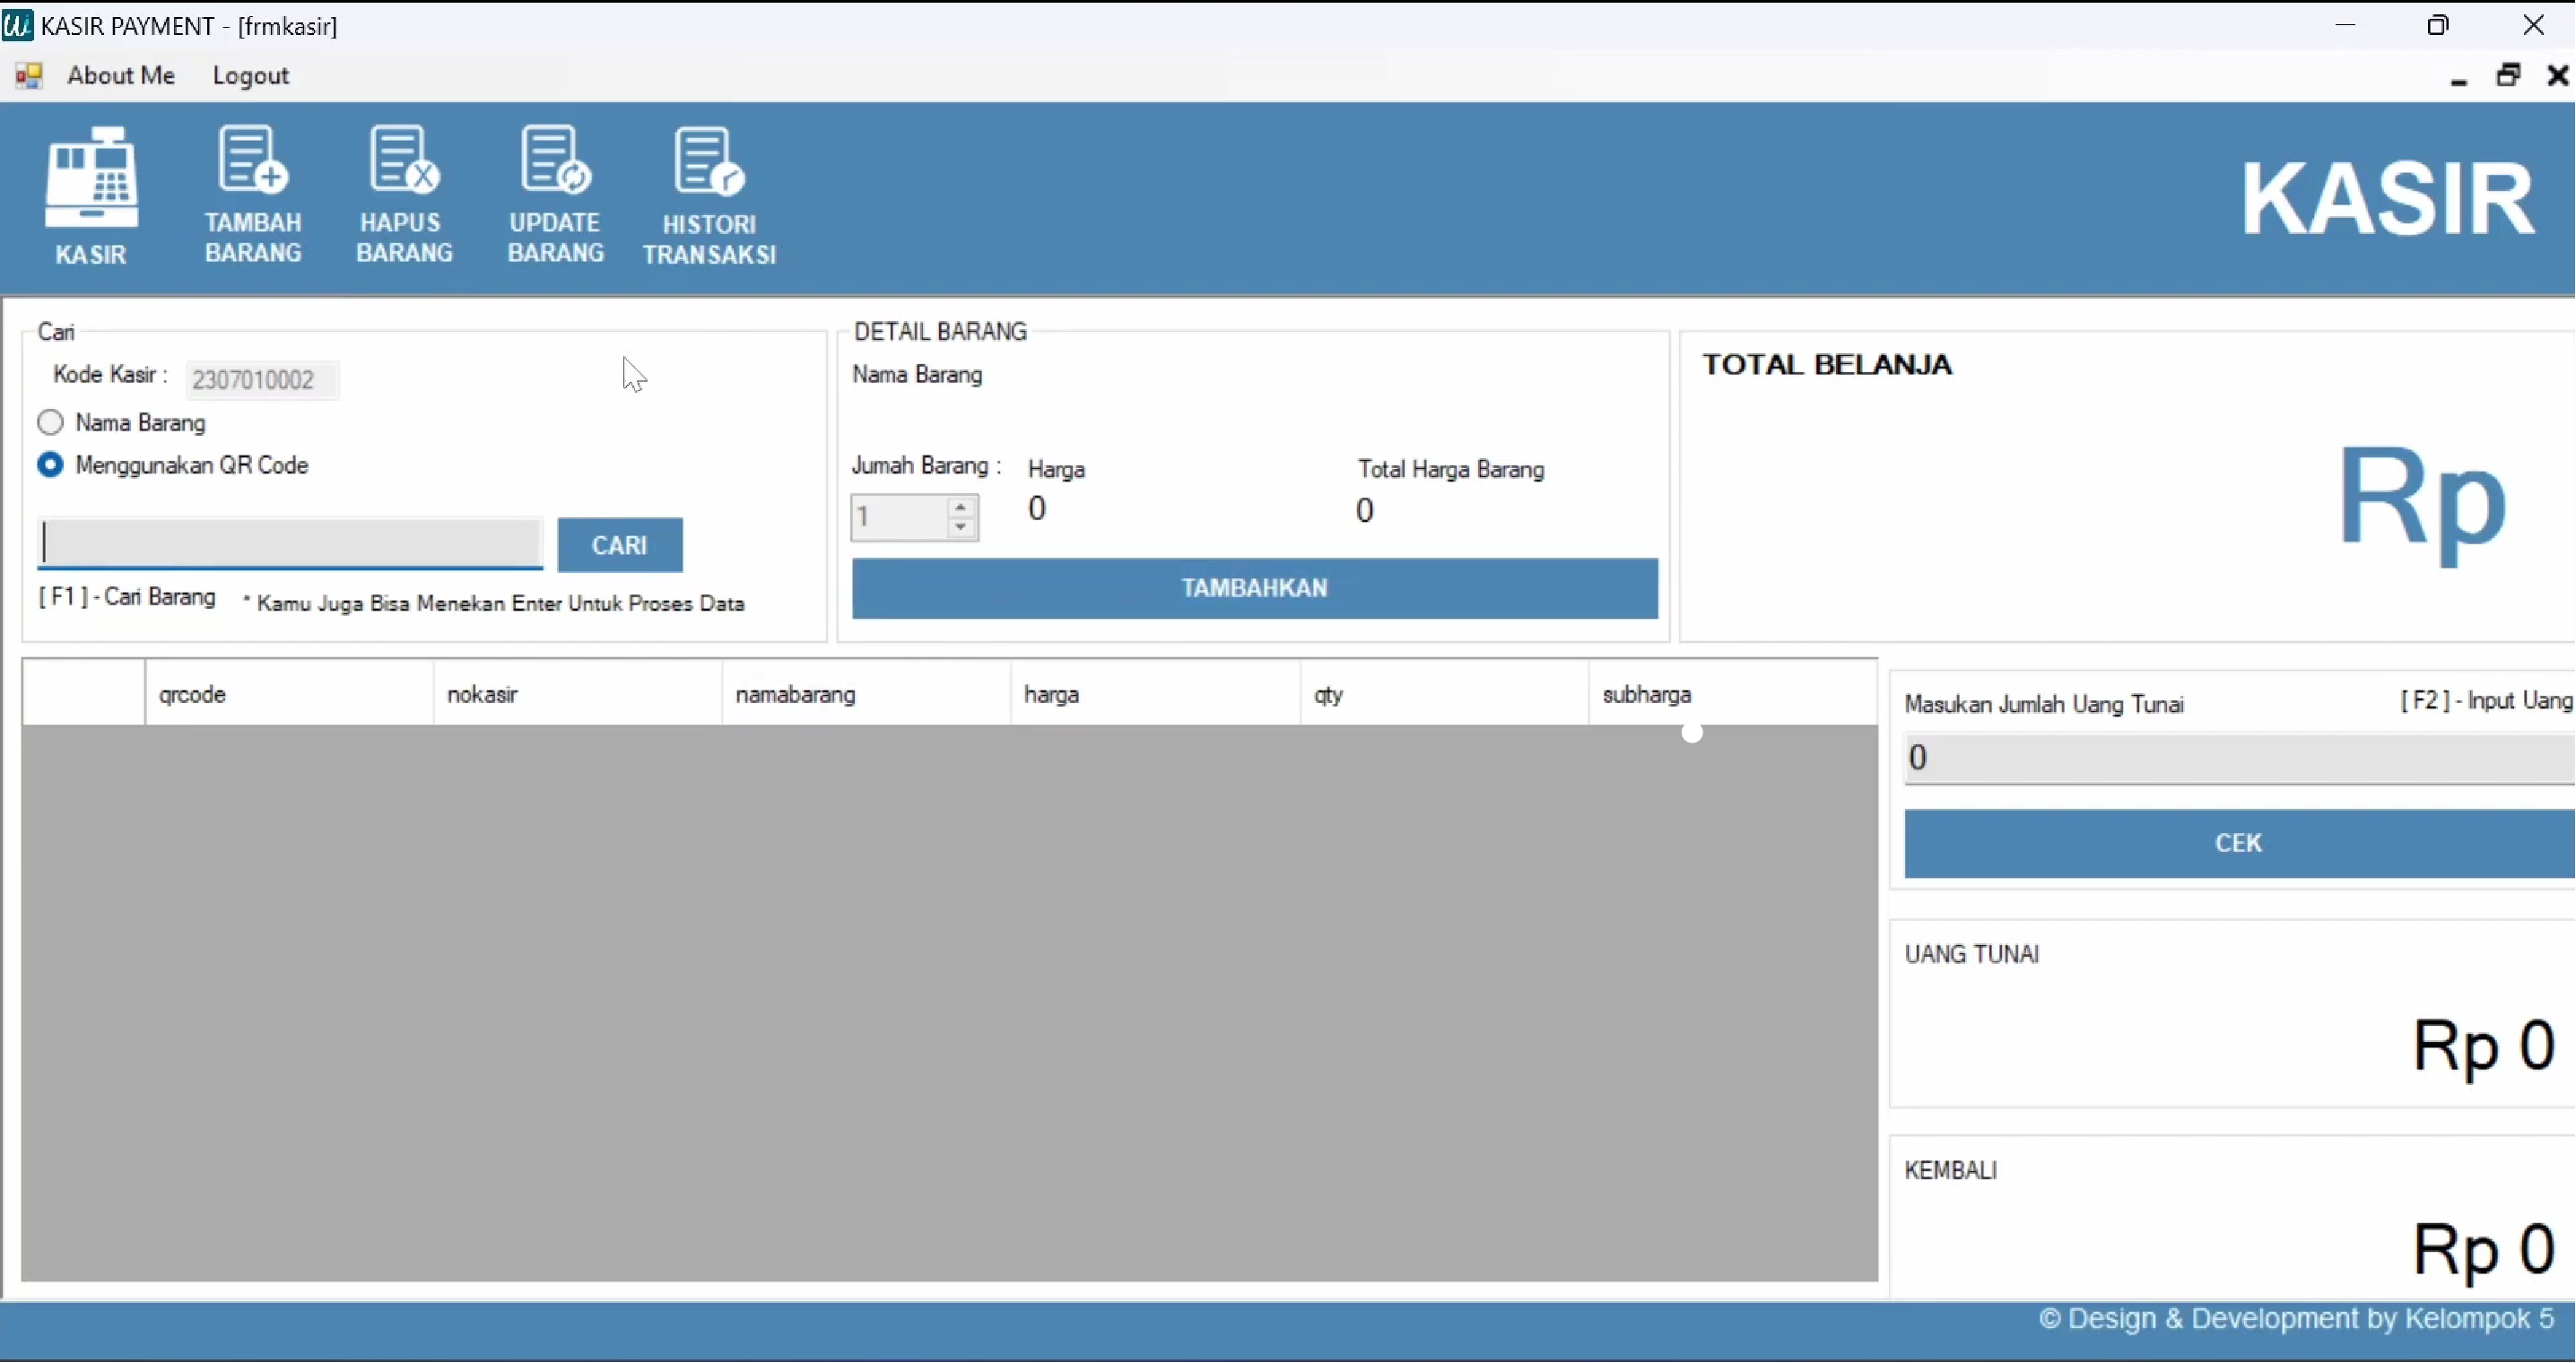 KASIR PAYMENT - [frmkasir]
About Me Logout
KASIR
TAMBAH
BARANG
HAPUS
BARANG
UPDATE
BARANG
HISTORI
TRANSAKSI
KASIR
Cari
Kode Kasir : 2307010002
Nama Barang
Menggunakan QR Code
CARI
[ F1 ] - Cari Barang * Kamu Juga Bisa Menekan Enter Untuk Proses Data
DETAIL BARANG
Nama Barang
Jumah Barang : Harga Total Harga Barang
1 0 0
TAMBAHKAN
TOTAL BELANJA
Rp
qrcode nokasir namabarang harga qty subharga
Masukan Jumlah Uang Tunai [ F2 ] - Input Uang
0
CEK
UANG TUNAI
Rp 0
KEMBALI
Rp 0
© Design & Development by Kelompok 5